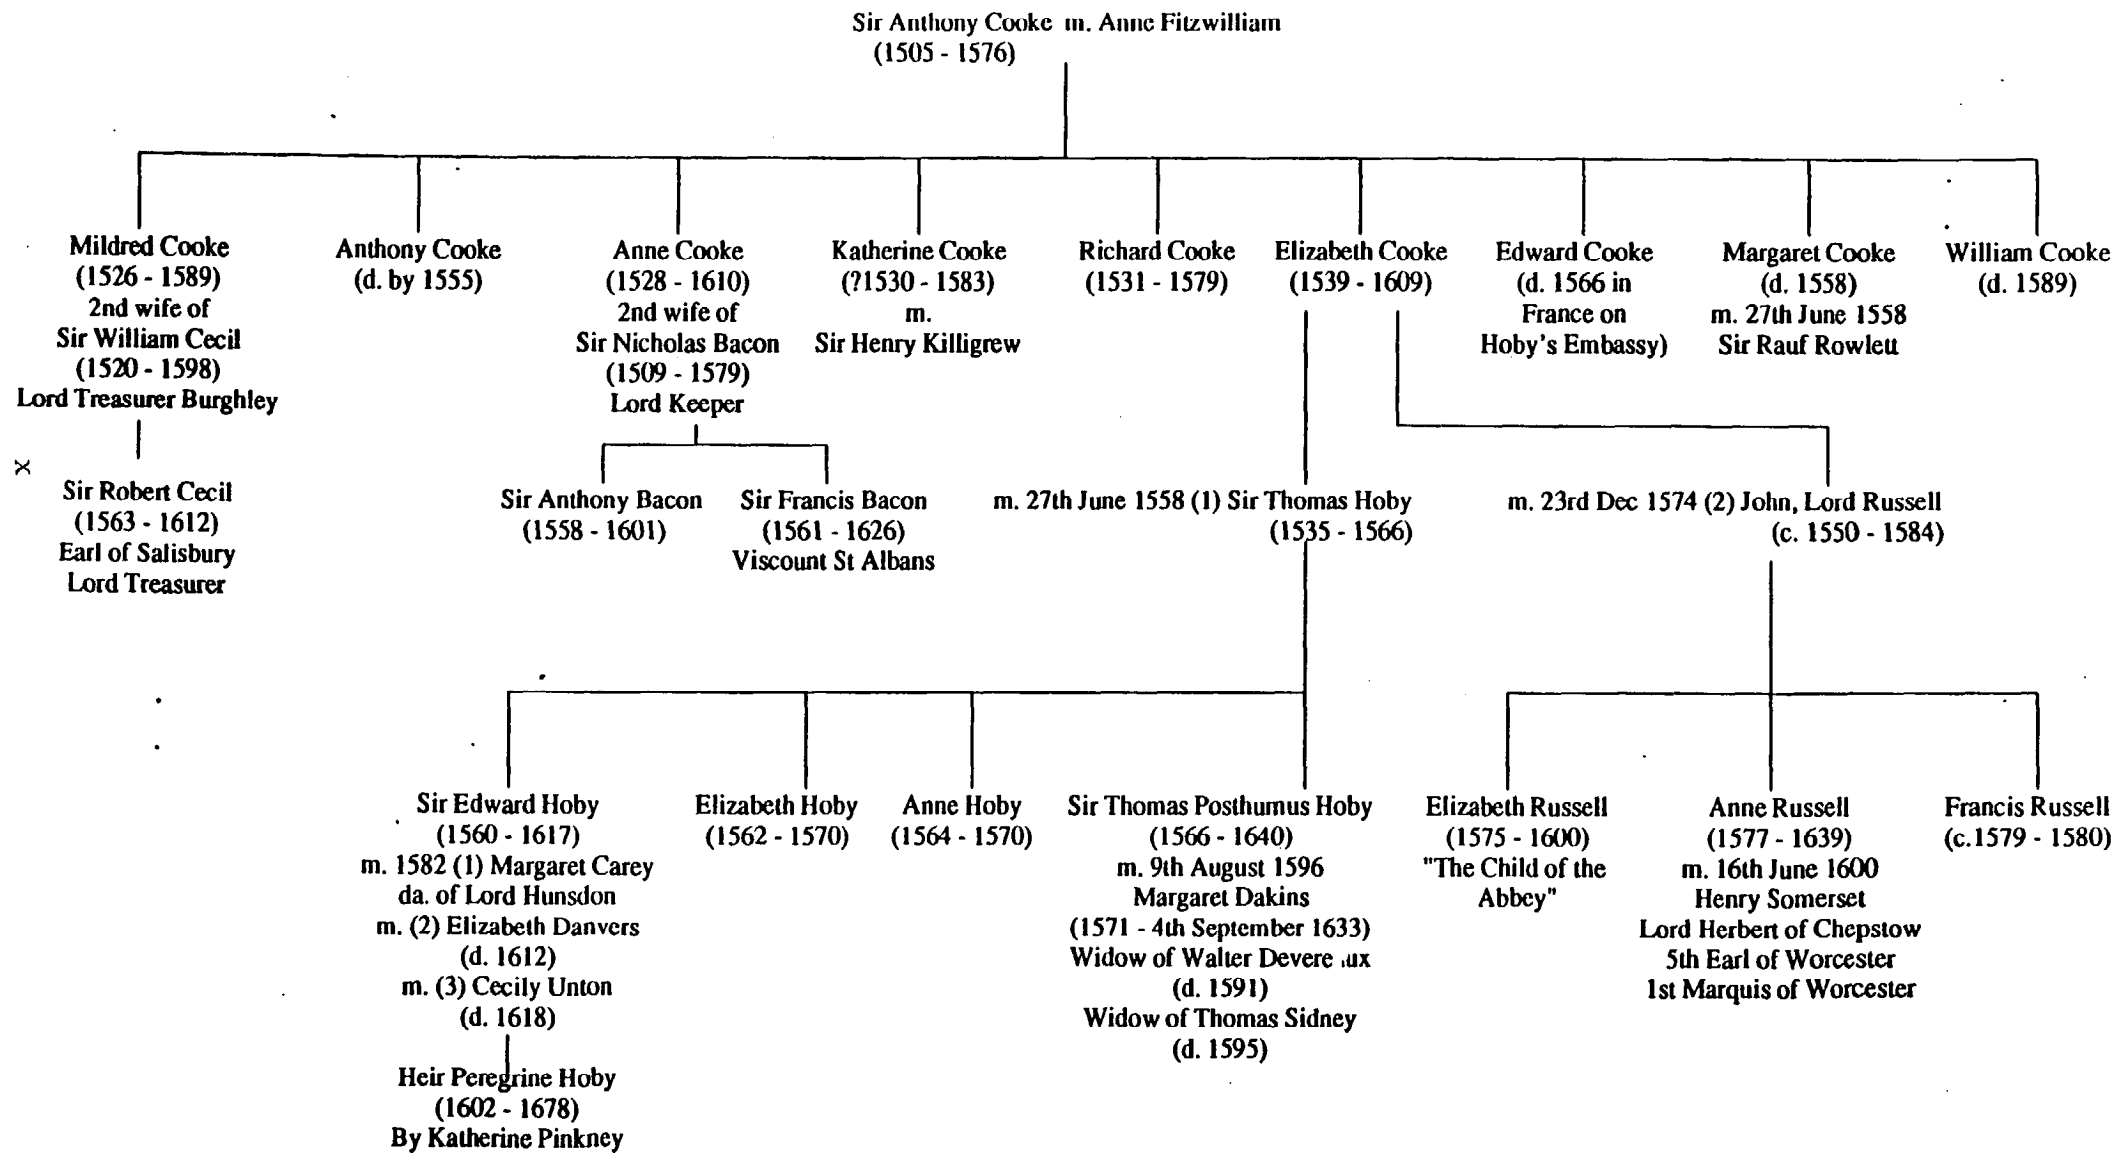 Sir Anthony Cooke m. Anne Fitzwilliam
(1505 - 1576)
Mildred Cooke
(1526 - 1589)
2nd wife of
Sir William Cecil
(1520 - 1598)
Lord Treasurer Burghley
Anthony Cooke
(d. by 1555)
Anne Cooke
(1528 - 1610)
2nd wife of
Sir Nicholas Bacon
(1509 - 1579)
Lord Keeper
Katherine Cooke
(?1530 - 1583)
m.
Sir Henry Killigrew
Richard Cooke
(1531 - 1579)
Elizabeth Cooke
(1539 - 1609)
Edward Cooke
(d. 1566 in
France on
Hoby's Embassy)
Margaret Cooke
(d. 1558)
m. 27th June 1558
Sir Rauf Rowlett
William Cooke
(d. 1589)
x
Sir Robert Cecil
(1563 - 1612)
Earl of Salisbury
Lord Treasurer
Sir Anthony Bacon
(1558 - 1601)
Sir Francis Bacon
(1561 - 1626)
Viscount St Albans
m. 27th June 1558 (1) Sir Thomas Hoby
(1535 - 1566)
m. 23rd Dec 1574 (2) John, Lord Russell
(c. 1550 - 1584)
Sir Edward Hoby
(1560 - 1617)
m. 1582 (1) Margaret Carey
da. of Lord Hunsdon
m. (2) Elizabeth Danvers
(d. 1612)
m. (3) Cecily Unton
(d. 1618)
Heir Peregrine Hoby
(1602 - 1678)
By Katherine Pinkney
Elizabeth Hoby
(1562 - 1570)
Anne Hoby
(1564 - 1570)
Sir Thomas Posthumus Hoby
(1566 - 1640)
m. 9th August 1596
Margaret Dakins
(1571 - 4th September 1633)
Widow of Walter Devereaux
(d. 1591)
Widow of Thomas Sidney
(d. 1595)
Elizabeth Russell
(1575 - 1600)
"The Child of the
Abbey"
Anne Russell
(1577 - 1639)
m. 16th June 1600
Henry Somerset
Lord Herbert of Chepstow
5th Earl of Worcester
1st Marquis of Worcester
Francis Russell
(c.1579 - 1580)